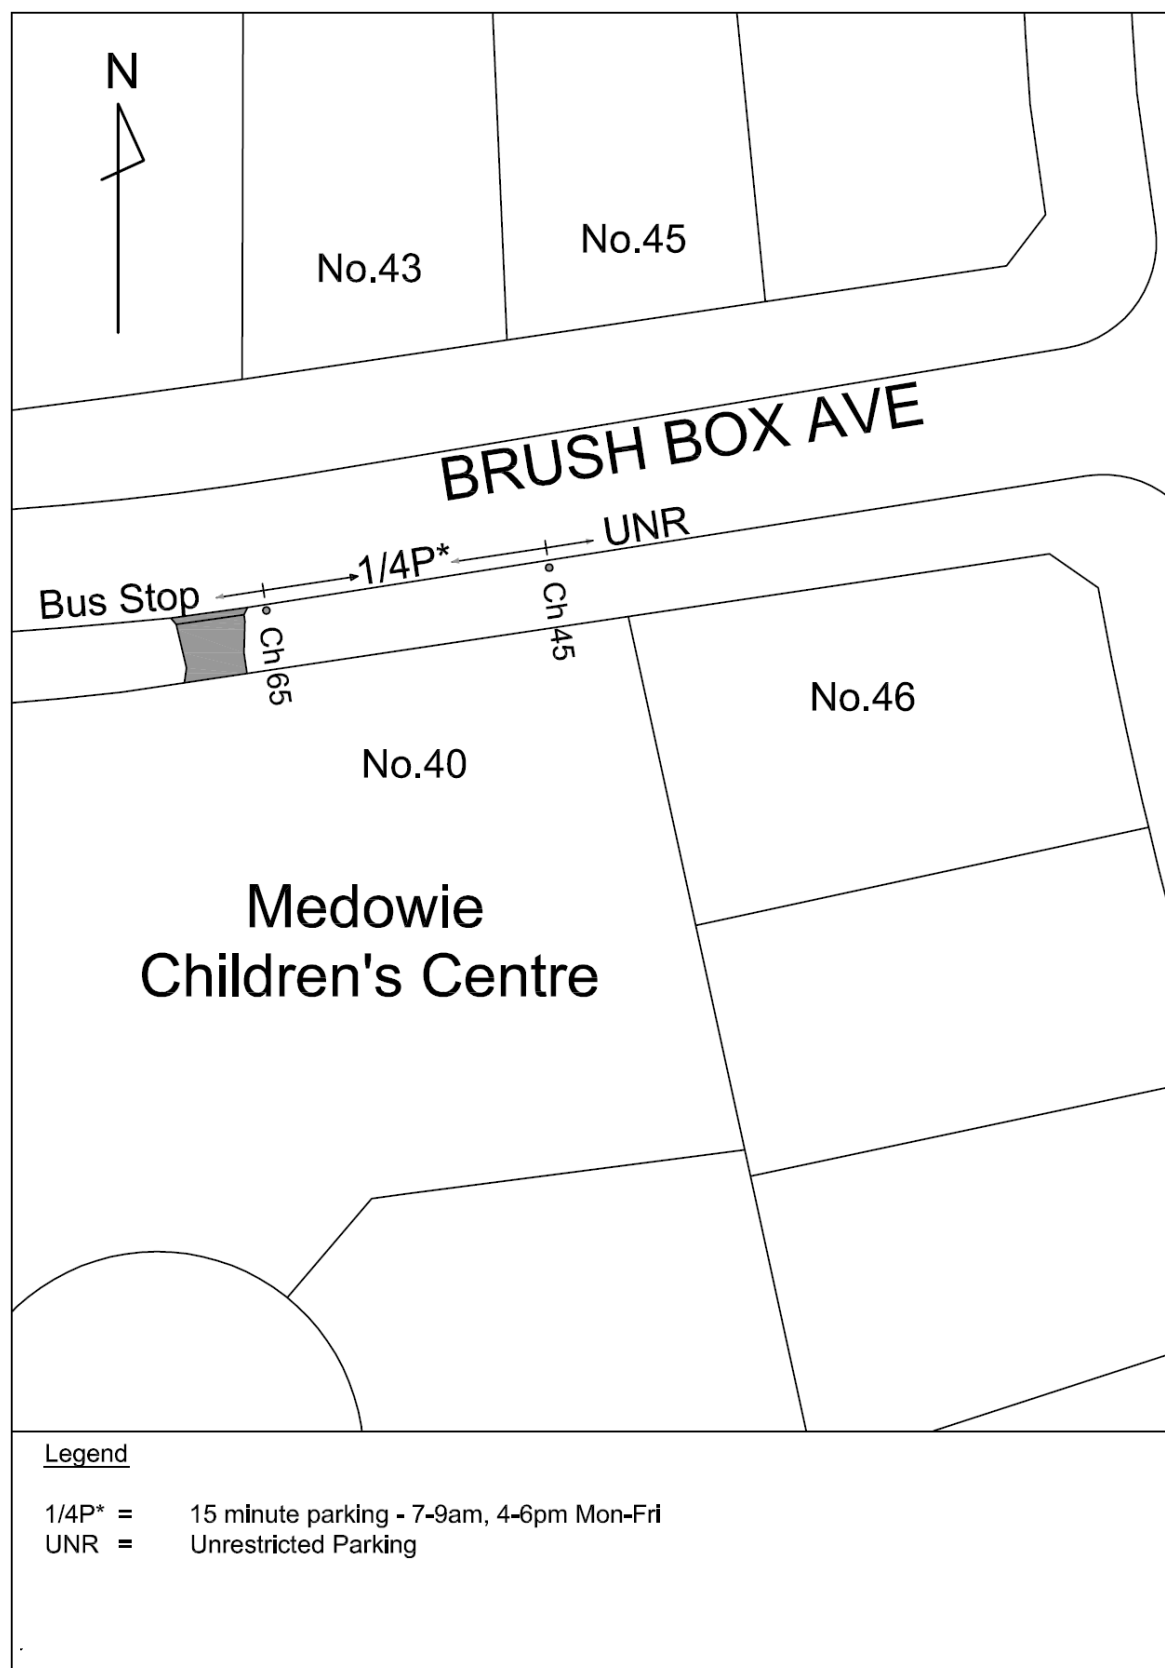 N
No.43
No.45
BRUSH BOX AVE
UNR
1/4P*
Bus Stop
Ch 45
Ch 65
No.46
No.40
Medowie
Children's Centre
Legend
1/4P* = 15 minute parking - 7-9am, 4-6pm Mon-Fri
UNR = Unrestricted Parking